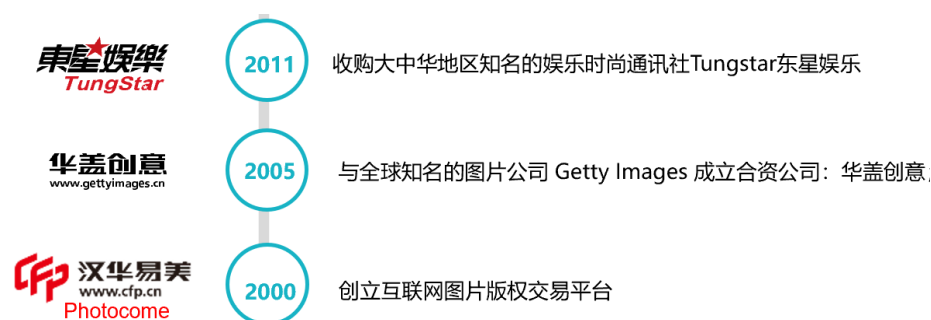 東星娱樂
TungStar
2011
收购大中华地区知名的娱乐时尚通讯社Tungstar东星娱乐
华盖创意
www.gettyimages.cn
2005
与全球知名的图片公司 Getty Images 成立合资公司：华盖创意；
CFP 汉华易美
www.cfp.cn
Photocome
2000
创立互联网图片版权交易平台